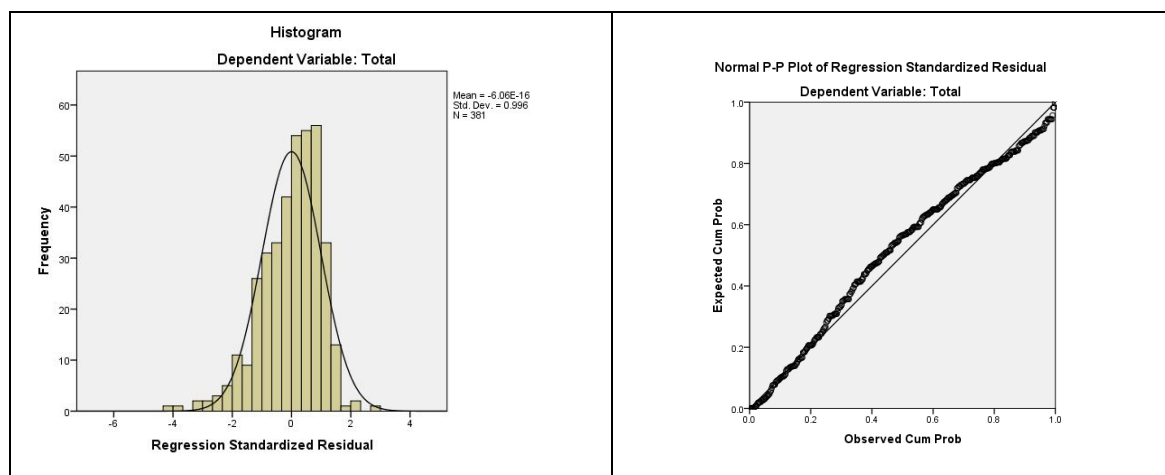 Histogram
Dependent Variable: Total
Mean = -6.06E-16
Std. Dev. = 0.996
N = 381
60
50
40
30
20
10
0
Frequency
-6 -4 -2 0 2 4
Regression Standardized Residual
Normal P-P Plot of Regression Standardized Residual
Dependent Variable: Total
1.0
0.8
0.6
0.4
0.2
0.0
Expected Cum Prob
0.0 0.2 0.4 0.6 0.8 1.0
Observed Cum Prob